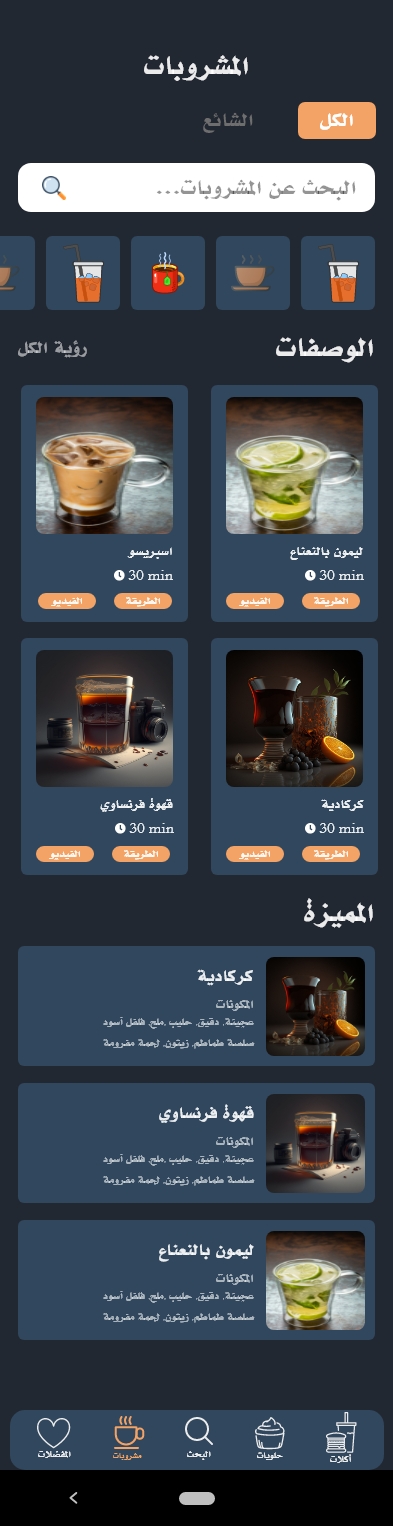 المشروبات
الكل
الشائع
البحث عن المشروبات...
الوصفات
رؤية الكل
ليمون بالنعناع
30 min
الطريقة
الفيديو
اسبريسو
30 min
الطريقة
الفيديو
كركادية
30 min
الطريقة
الفيديو
قهوة فرنساوي
30 min
الطريقة
الفيديو
المميزة
كركادية
المكونات
عجينة, دقيق, حليب ,ملح, فلفل أسود
سلسة طماطم, زيتون, لحمة مفرومة
قهوة فرنساوي
المكونات
عجينة, دقيق, حليب ,ملح, فلفل أسود
سلسة طماطم, زيتون, لحمة مفرومة
ليمون بالنعناع
المكونات
عجينة, دقيق, حليب ,ملح, فلفل أسود
سلسة طماطم, زيتون, لحمة مفرومة
أكلات
حلويات
البحث
مشروبات
المفضلات